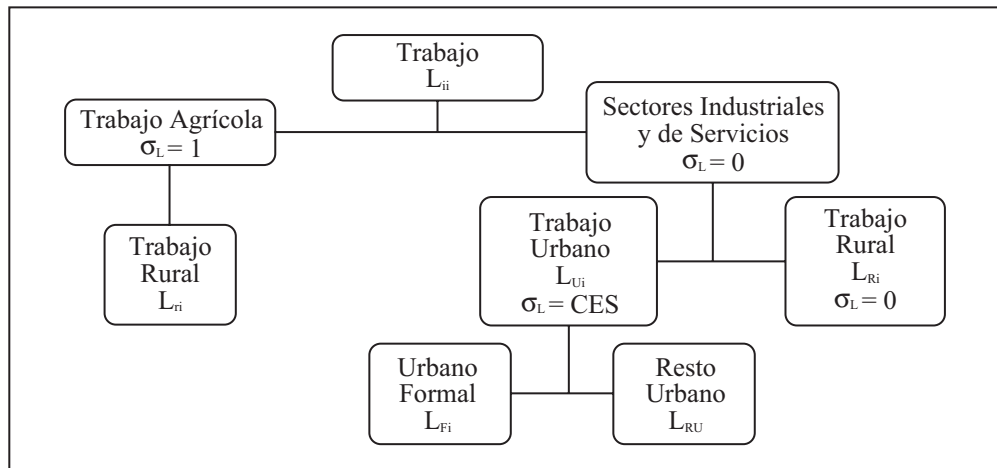 Trabajo
L_ii
Trabajo Agrícola
σ_L = 1
Sectores Industriales
y de Servicios
σ_L = 0
Trabajo
Rural
L_ri
Trabajo
Urbano
L_Ui
σ_L = CES
Trabajo
Rural
L_Ri
σ_L = 0
Urbano
Formal
L_Fi
Resto
Urbano
L_RU